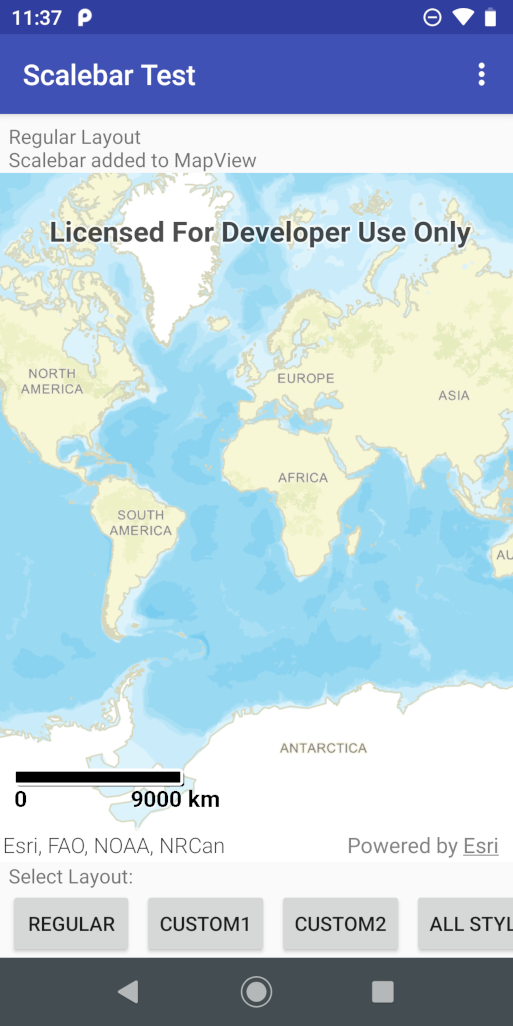 11:37
Scalebar Test
Regular Layout
Scalebar added to MapView
Licensed For Developer Use Only
NORTH
AMERICA
EUROPE
ASIA
AFRICA
SOUTH
AMERICA
AU
ANTARCTICA
0 9000 km
Esri, FAO, NOAA, NRCan Powered by Esri
Select Layout:
REGULAR CUSTOM1 CUSTOM2 ALL STYL